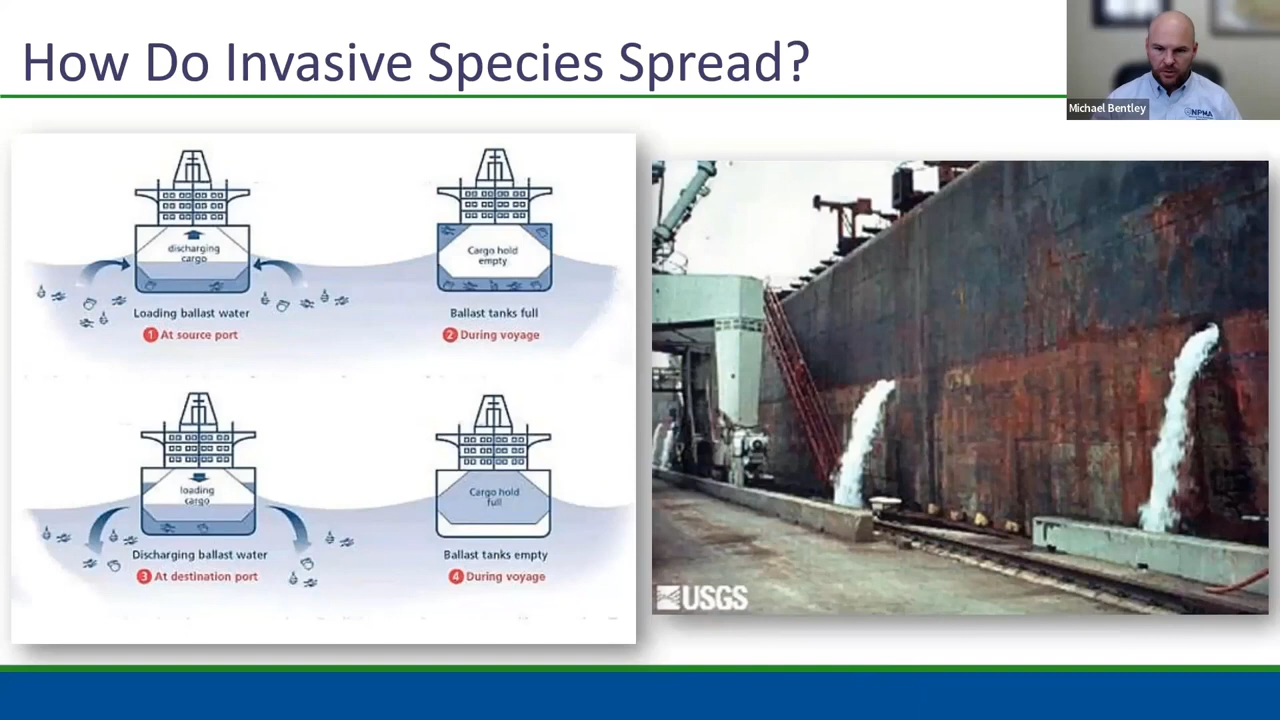 How Do Invasive Species Spread?
Michael Bentley
NPMA
discharging
cargo
Loading ballast water
1 At source port
Cargo hold
empty
Ballast tanks full
2 During voyage
loading
cargo
Discharging ballast water
3 At destination port
Cargo hold
full
Ballast tanks empty
4 During voyage
USGS